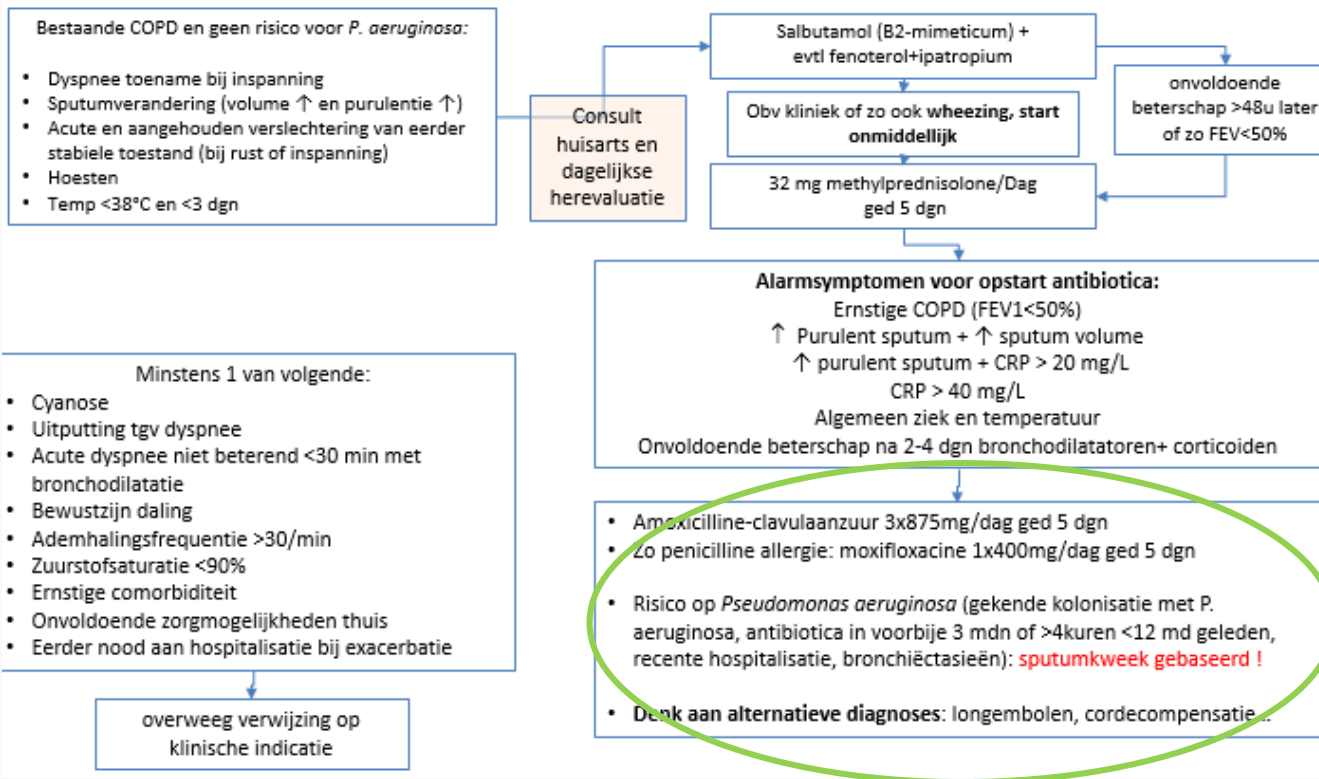 Bestaande COPD en geen risico voor P. aeruginosa:
• Dyspnee toename bij inspanning
• Sputumverandering (volume ↑ en purulentie ↑)
• Acute en aangehouden verslechtering van eerder
stabiele toestand (bij rust of inspanning)
• Hoesten
• Temp <38°C en <3 dgn
Consult
huisarts en
dagelijkse
herevaluatie
Salbutamol (B2-mimeticum) +
evtl fenoterol+ipatropium
Obv kliniek of zo ook wheezing, start
onmiddellijk
onvoldoende
beterschap >48u later
of zo FEV<50%
32 mg methylprednisolone/Dag
ged 5 dgn
Alarmsymptomen voor opstart antibiotica:
Ernstige COPD (FEV1<50%)
↑ Purulent sputum + ↑ sputum volume
↑ purulent sputum + CRP > 20 mg/L
CRP > 40 mg/L
Algemeen ziek en temperatuur
Onvoldoende beterschap na 2-4 dgn bronchodilatatoren+ corticoiden
Minstens 1 van volgende:
• Cyanose
• Uitputting tgv dyspnee
• Acute dyspnee niet beterend <30 min met
bronchodilatatie
• Bewustzijn daling
• Ademhalingsfrequentie >30/min
• Zuurstofsaturatie <90%
• Ernstige comorbiditeit
• Onvoldoende zorgmogelijkheden thuis
• Eerder nood aan hospitalisatie bij exacerbatie
overweeg verwijzing op
klinische indicatie
• Amoxicilline-clavulaanzuur 3x875mg/dag ged 5 dgn
• Zo penicilline allergie: moxifloxacine 1x400mg/dag ged 5 dgn
• Risico op Pseudomonas aeruginosa (gekende kolonisatie met P.
aeruginosa, antibiotica in voorbije 3 mdn of >4kuren <12 md geleden,
recente hospitalisatie, bronchiëctasieën): sputumkweek gebaseerd !
• Denk aan alternatieve diagnoses: longembolen, cordecompensatie...